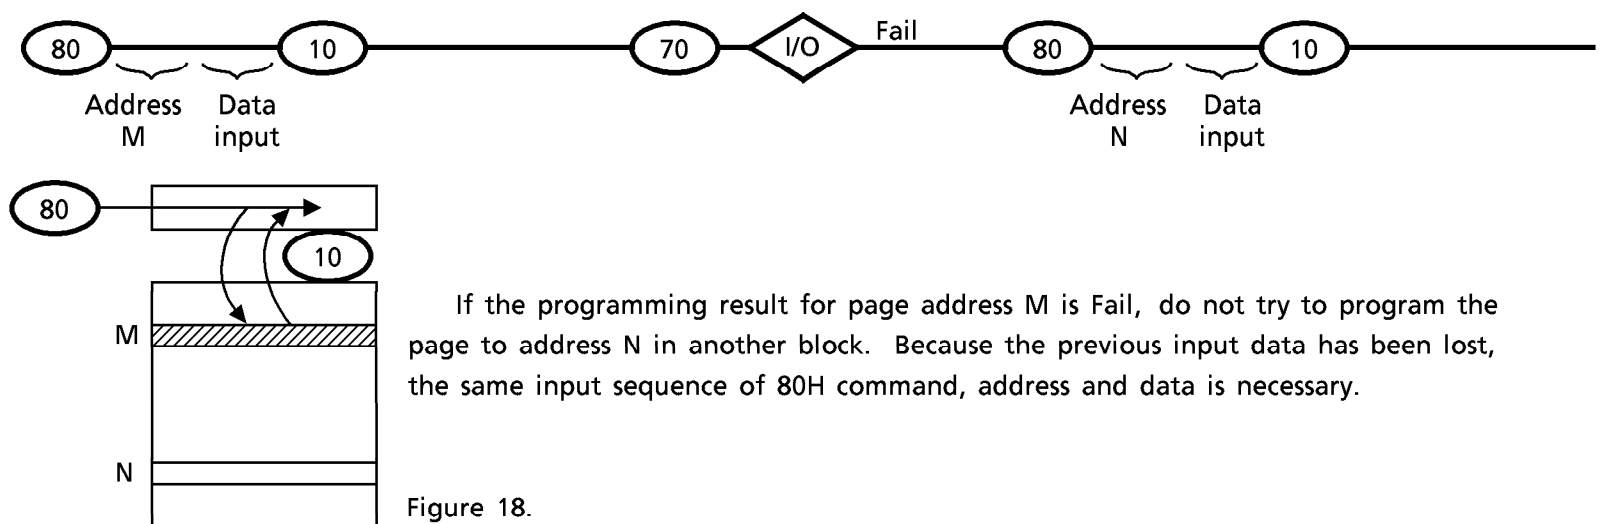 80 10 70 I/O Fail 80 10
Address Data Address Data
M input N input
80
10
M
If the programming result for page address M is Fail, do not try to program the
page to address N in another block. Because the previous input data has been lost,
the same input sequence of 80H command, address and data is necessary.
N
Figure 18.